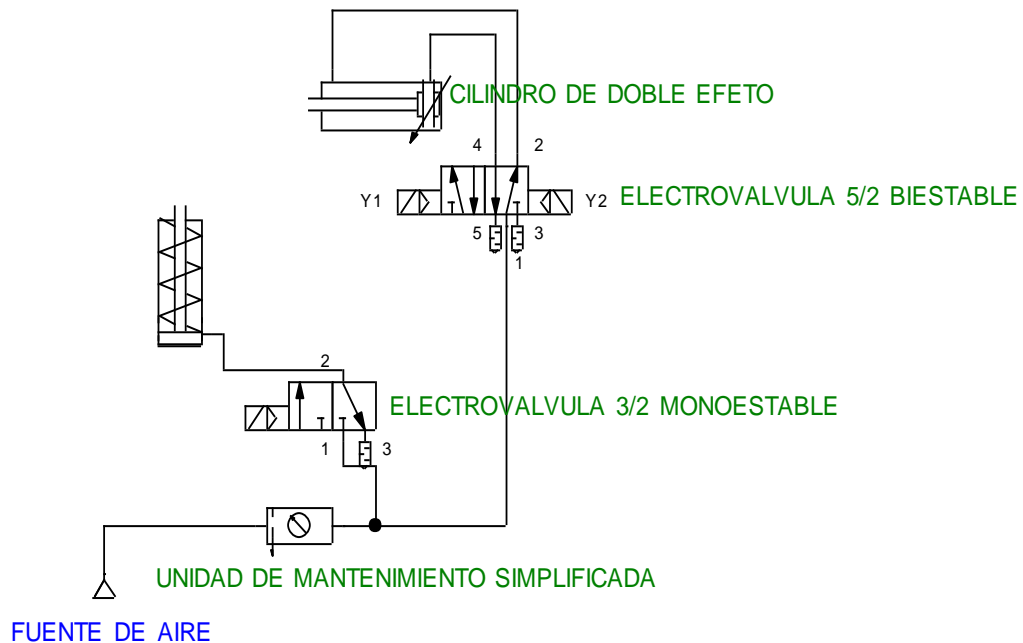 CILINDRO DE DOBLE EFETO
4 2
Y1 Y2 ELECTROVALVULA 5/2 BIESTABLE
5 3
1
2
ELECTROVALVULA 3/2 MONOESTABLE
1 3
UNIDAD DE MANTENIMIENTO SIMPLIFICADA
FUENTE DE AIRE